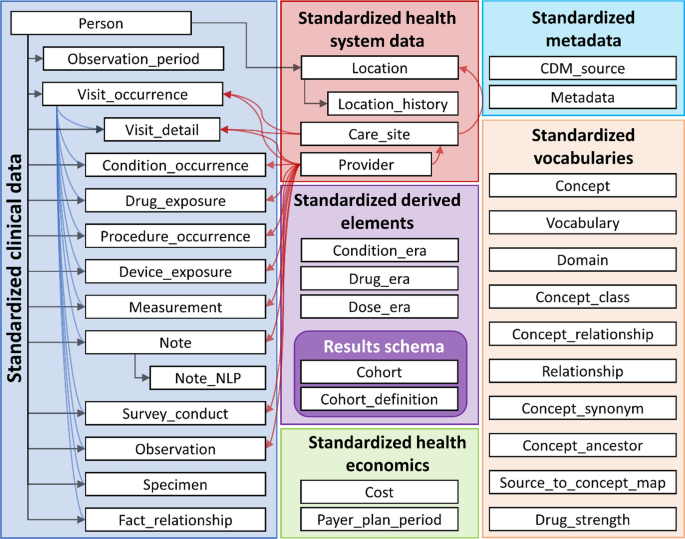 Standardized clinical data
Person
Observation_period
Visit_occurrence
Visit_detail
Condition_occurrence
Drug_exposure
Procedure_occurrence
Device_exposure
Measurement
Note
Note_NLP
Survey_conduct
Observation
Specimen
Fact_relationship
Standardized health
system data
Location
Location_history
Care_site
Provider
Standardized derived
elements
Condition_era
Drug_era
Dose_era
Results schema
Cohort
Cohort_definition
Standardized health
economics
Cost
Payer_plan_period
Standardized
metadata
CDM_source
Metadata
Standardized
vocabularies
Concept
Vocabulary
Domain
Concept_class
Concept_relationship
Relationship
Concept_synonym
Concept_ancestor
Source_to_concept_map
Drug_strength